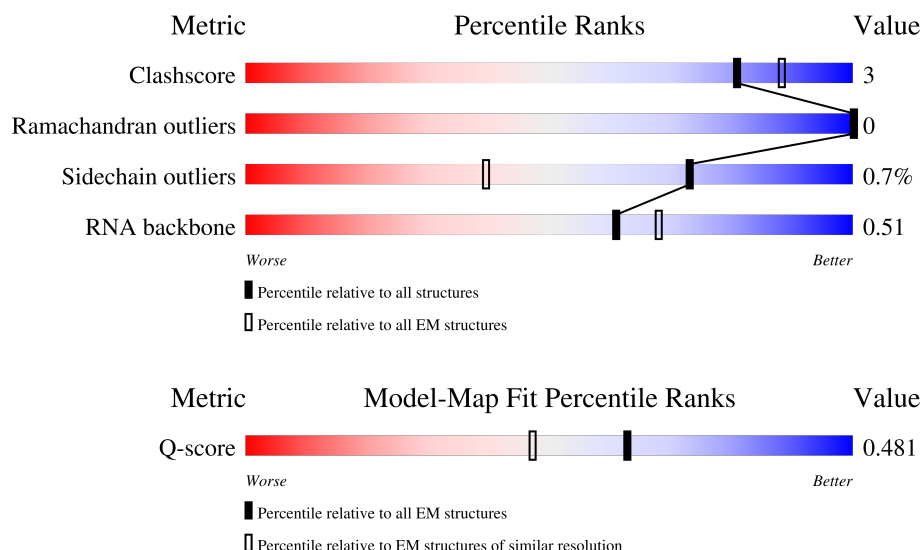 Metric Percentile Ranks Value
Clashscore 3
Ramachandran outliers 0
Sidechain outliers 0.7%
RNA backbone 0.51
Worse Better
Percentile relative to all structures
Percentile relative to all EM structures
Metric Model-Map Fit Percentile Ranks Value
Q-score 0.481
Worse Better
Percentile relative to all EM structures
Percentile relative to EM structures of similar resolution